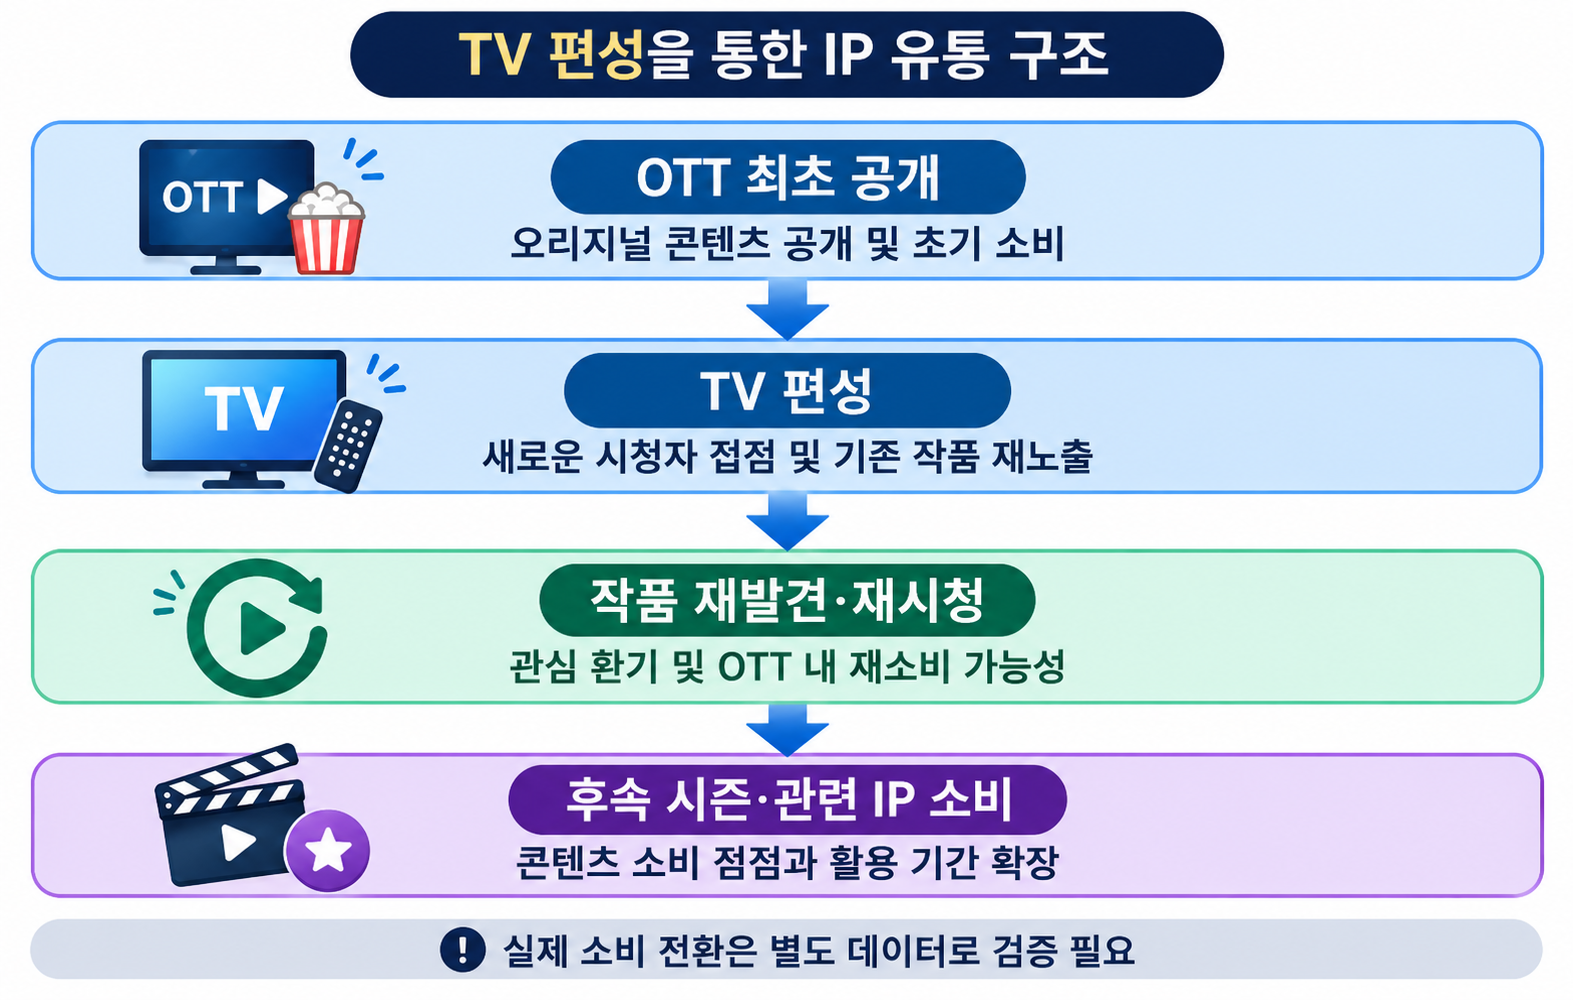 TV 편성을 통한 IP 유통 구조
OTT
OTT 최초 공개
오리지널 콘텐츠 공개 및 초기 소비
TV
TV 편성
새로운 시청자 접점 및 기존 작품 재노출
작품 재발견·재시청
관심 환기 및 OTT 내 재소비 가능성
후속 시즌·관련 IP 소비
콘텐츠 소비 점점과 활용 기간 확장
실제 소비 전환은 별도 데이터로 검증 필요